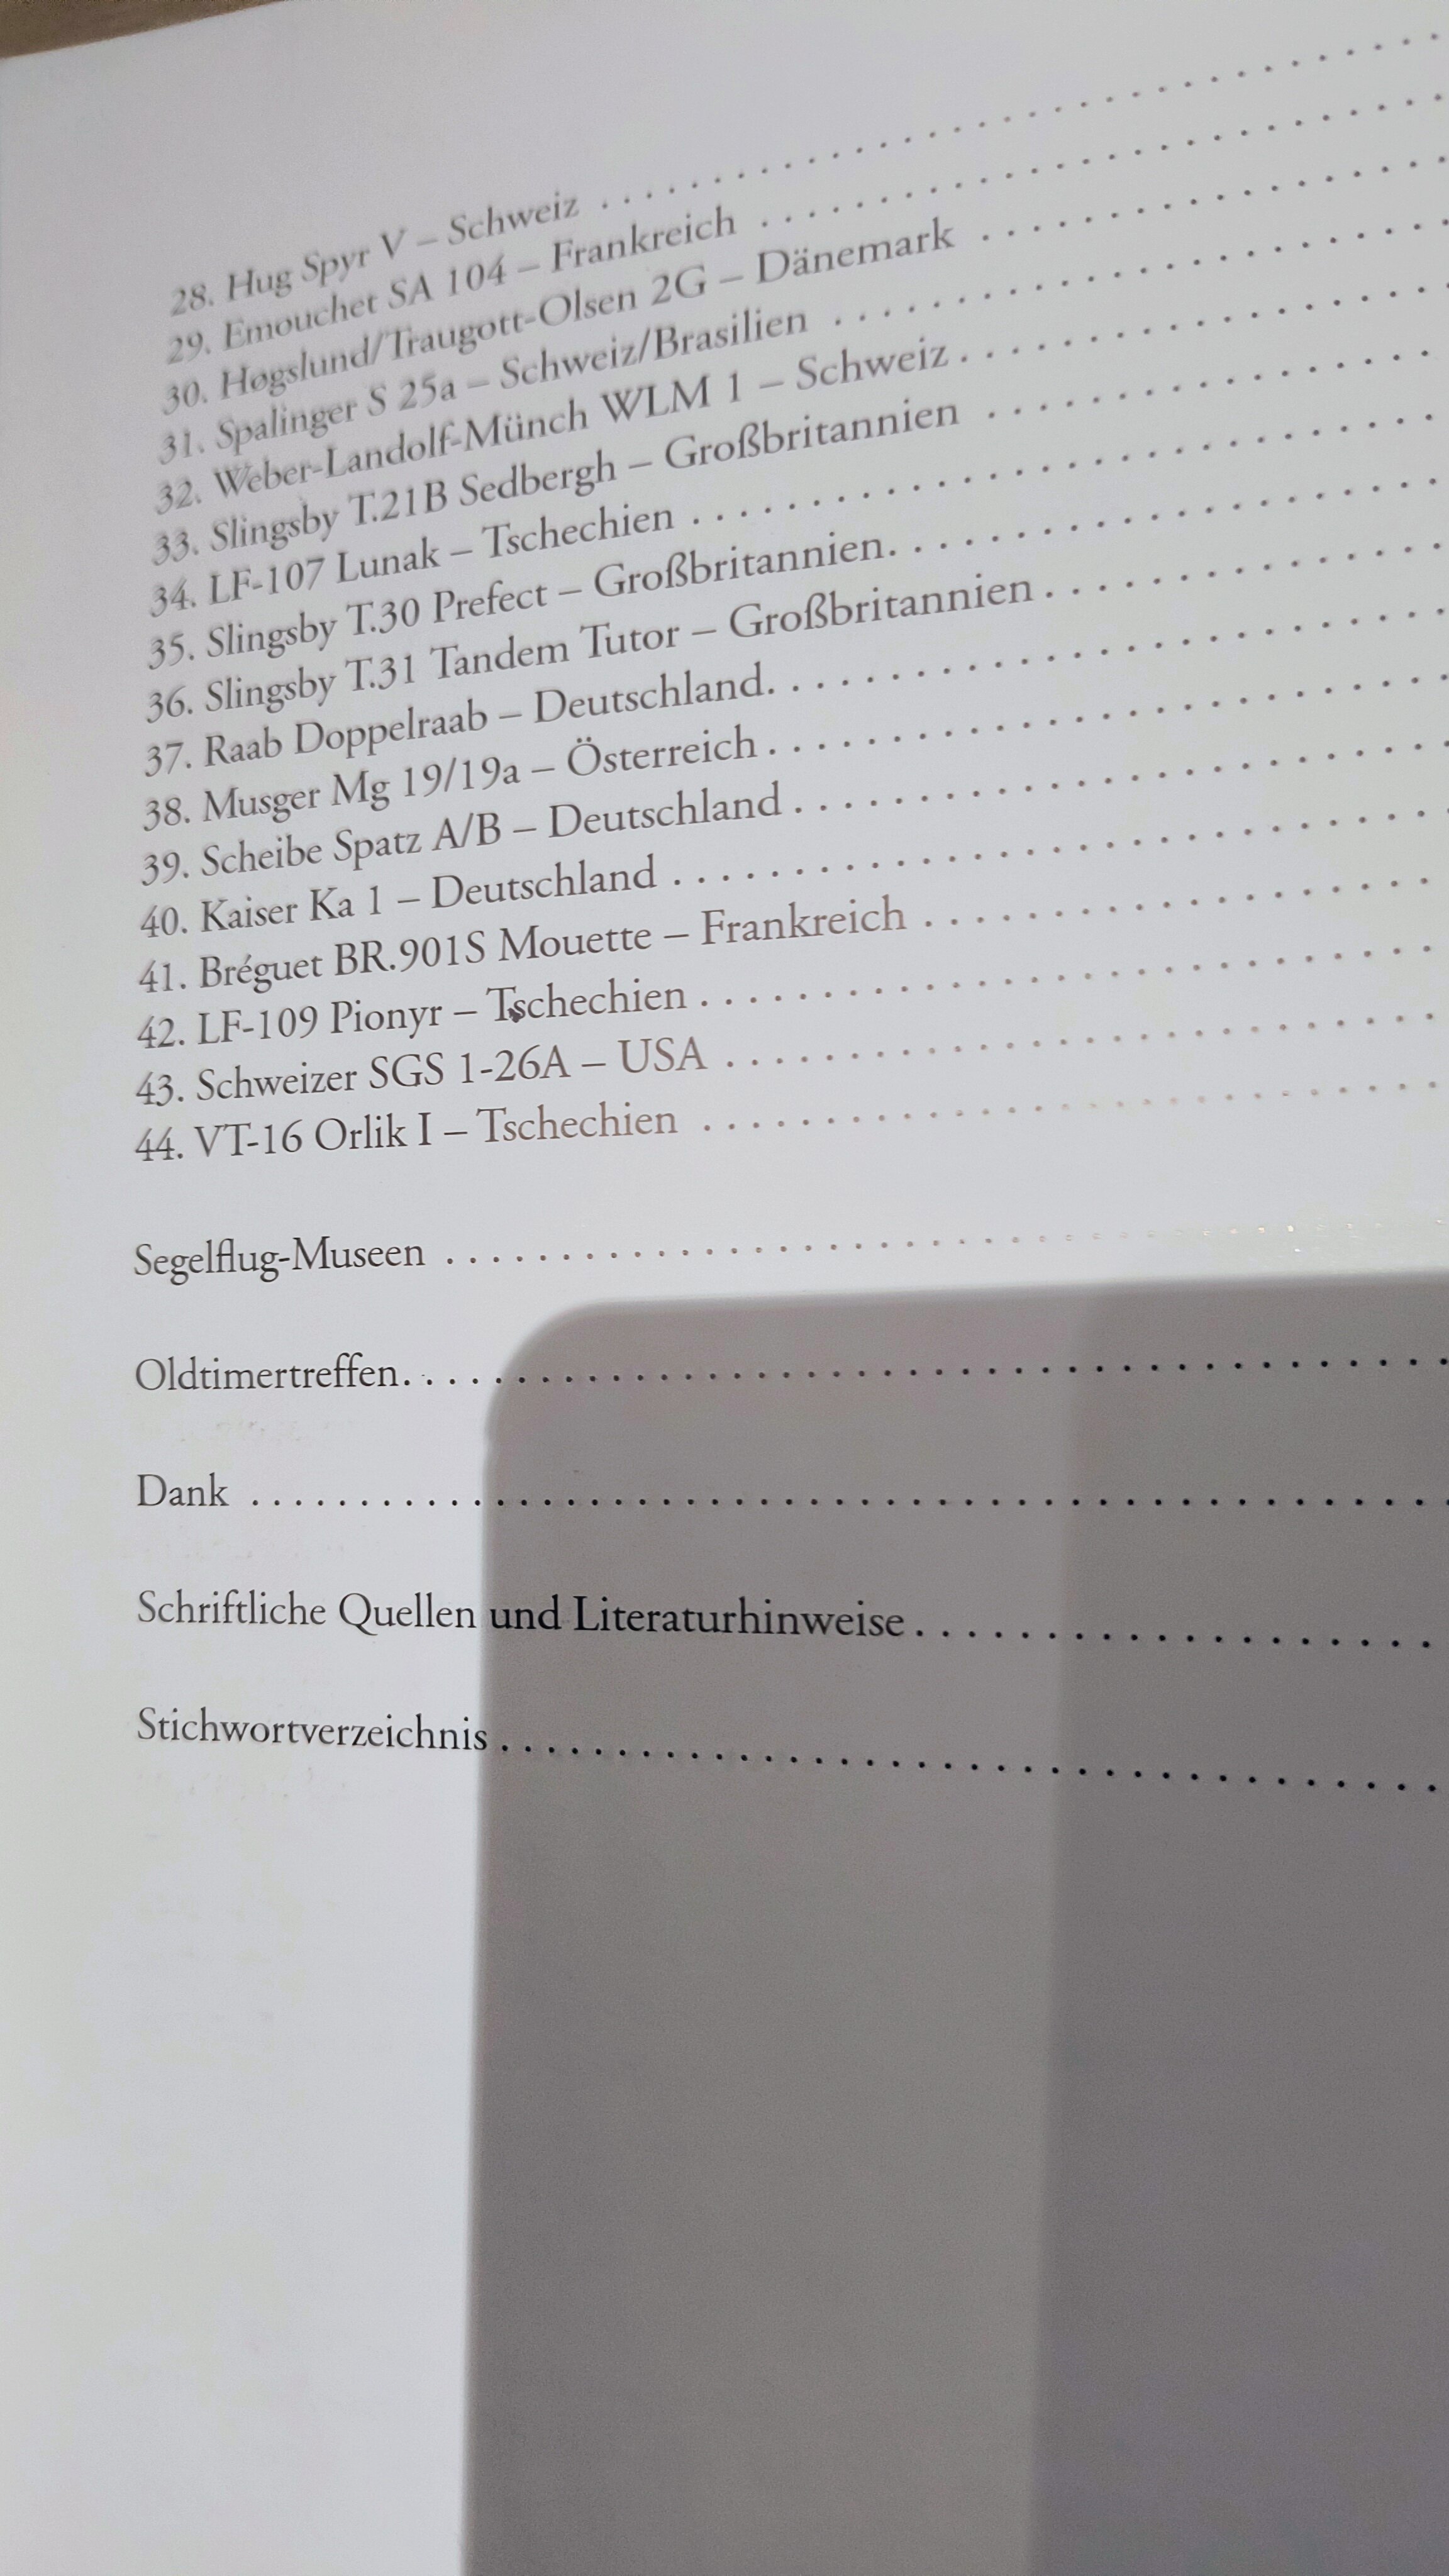 28. Hug Spyr V – Schweiz . . . . . . . . . . . . . . . . . . . . . . . . . . . . . .
29. Emouchet SA 104 – Frankreich . . . . . . . . . . . . . . . . . . . . . . . .
30. Høgslund/Traugott-Olsen 2G – Dänemark . . . . . . . . . . . . . . . .
31. Spalinger S 25a – Schweiz/Brasilien . . . . . . . . . . . . . . . . . . . . .
32. Weber-Landolf-Münch WLM 1 – Schweiz . . . . . . . . . . . . . . . . .
33. Slingsby T.21B Sedbergh – Großbritannien . . . . . . . . . . . . . . . .
34. LF-107 Lunak – Tschechien . . . . . . . . . . . . . . . . . . . . . . . . .
35. Slingsby T.30 Prefect – Großbritannien. . . . . . . . . . . . . . . . . . .
36. Slingsby T.31 Tandem Tutor – Großbritannien . . . . . . . . . . . . . .
37. Raab Doppelraab – Deutschland. . . . . . . . . . . . . . . . . . . . . . .
38. Musger Mg 19/19a – Österreich . . . . . . . . . . . . . . . . . . . . . . .
39. Scheibe Spatz A/B – Deutschland . . . . . . . . . . . . . . . . . . . . . .
40. Kaiser Ka 1 – Deutschland . . . . . . . . . . . . . . . . . . . . . . . . . .
41. Bréguet BR.901S Mouette – Frankreich . . . . . . . . . . . . . . . . . .
42. LF-109 Pionyr – Tschechien . . . . . . . . . . . . . . . . . . . . . . . . .
43. Schweizer SGS 1-26A – USA . . . . . . . . . . . . . . . . . . . . . . . . .
44. VT-16 Orlik I – Tschechien . . . . . . . . . . . . . . . . . . . . . . . . .
Segelflug-Museen . . . . . . . . . . . . . . . . . . . . . . . . . . . . . . . . .
Oldtimertreffen. . . . . . . . . . . . . . . . . . . . . . . . . . . . . . . . . . .
Dank . . . . . . . . . . . . . . . . . . . . . . . . . . . . . . . . . . . . . . . . .
Schriftliche Quellen und Literaturhinweise . . . . . . . . . . . . . . . . . .
Stichwortverzeichnis . . . . . . . . . . . . . . . . . . . . . . . . . . . . . . .